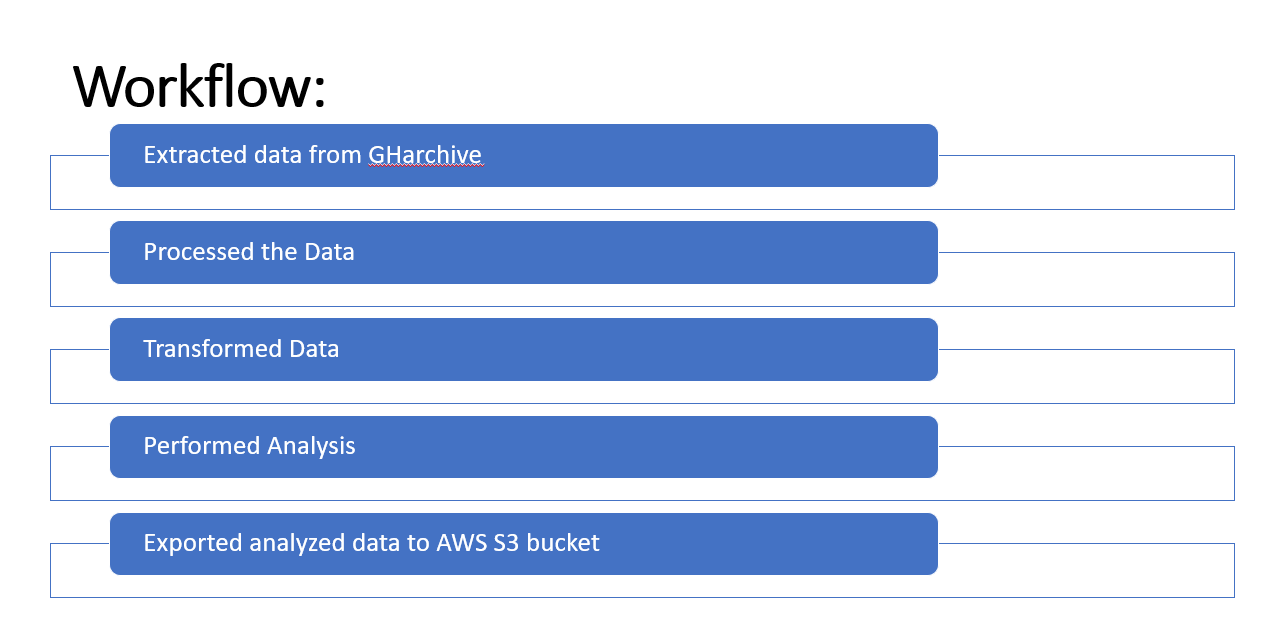 Workflow:
Extracted data from GHarchive
Processed the Data
Transformed Data
Performed Analysis
Exported analyzed data to AWS S3 bucket